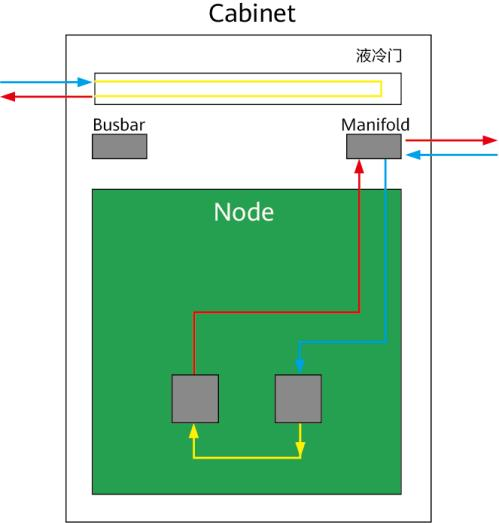 Cabinet
液冷门
Busbar
Manifold
Node